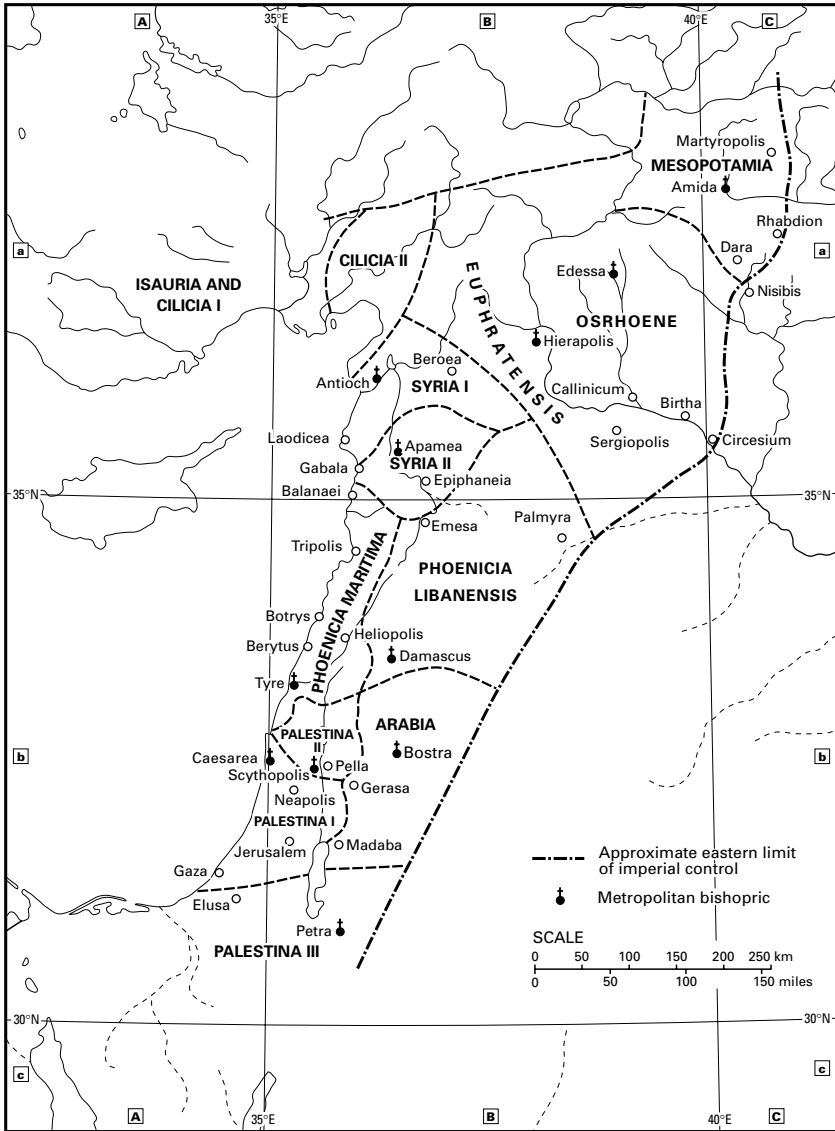 A
35°E
B
40°E
C
Martyropolis
MESOPOTAMIA
Amida
Rhabdion
a
a
Dara
CILICIA II
Edessa
ISAURIA AND
CILICIA I
Nisibis
EUPHRATENSIS
OSRHOENE
Hierapolis
Beroea
Antioch
SYRIA I
Callinicum
Birtha
Laodicea
Apamea
Sergiopolis
Circesium
SYRIA II
Gabala
Epiphaneia
Balanaei
35°N
35°N
Emesa
Palmyra
Tripolis
PHOENICIA MARITIMA
PHOENICIA
LIBANENSIS
Botrys
Heliopolis
Berytus
Damascus
Tyre
ARABIA
PALESTINA
II
b
b
Caesarea
Bostra
Pella
Scythopolis
Gerasa
Neapolis
PALESTINA I
Jerusalem
Madaba
Gaza
Approximate eastern limit
of imperial control
Elusa
Metropolitan bishopric
Petra
PALESTINA III
SCALE
0 50 100 150 200 250 km
0 50 100 150 miles
30°N
30°N
c
c
A
35°E
B
40°E
C